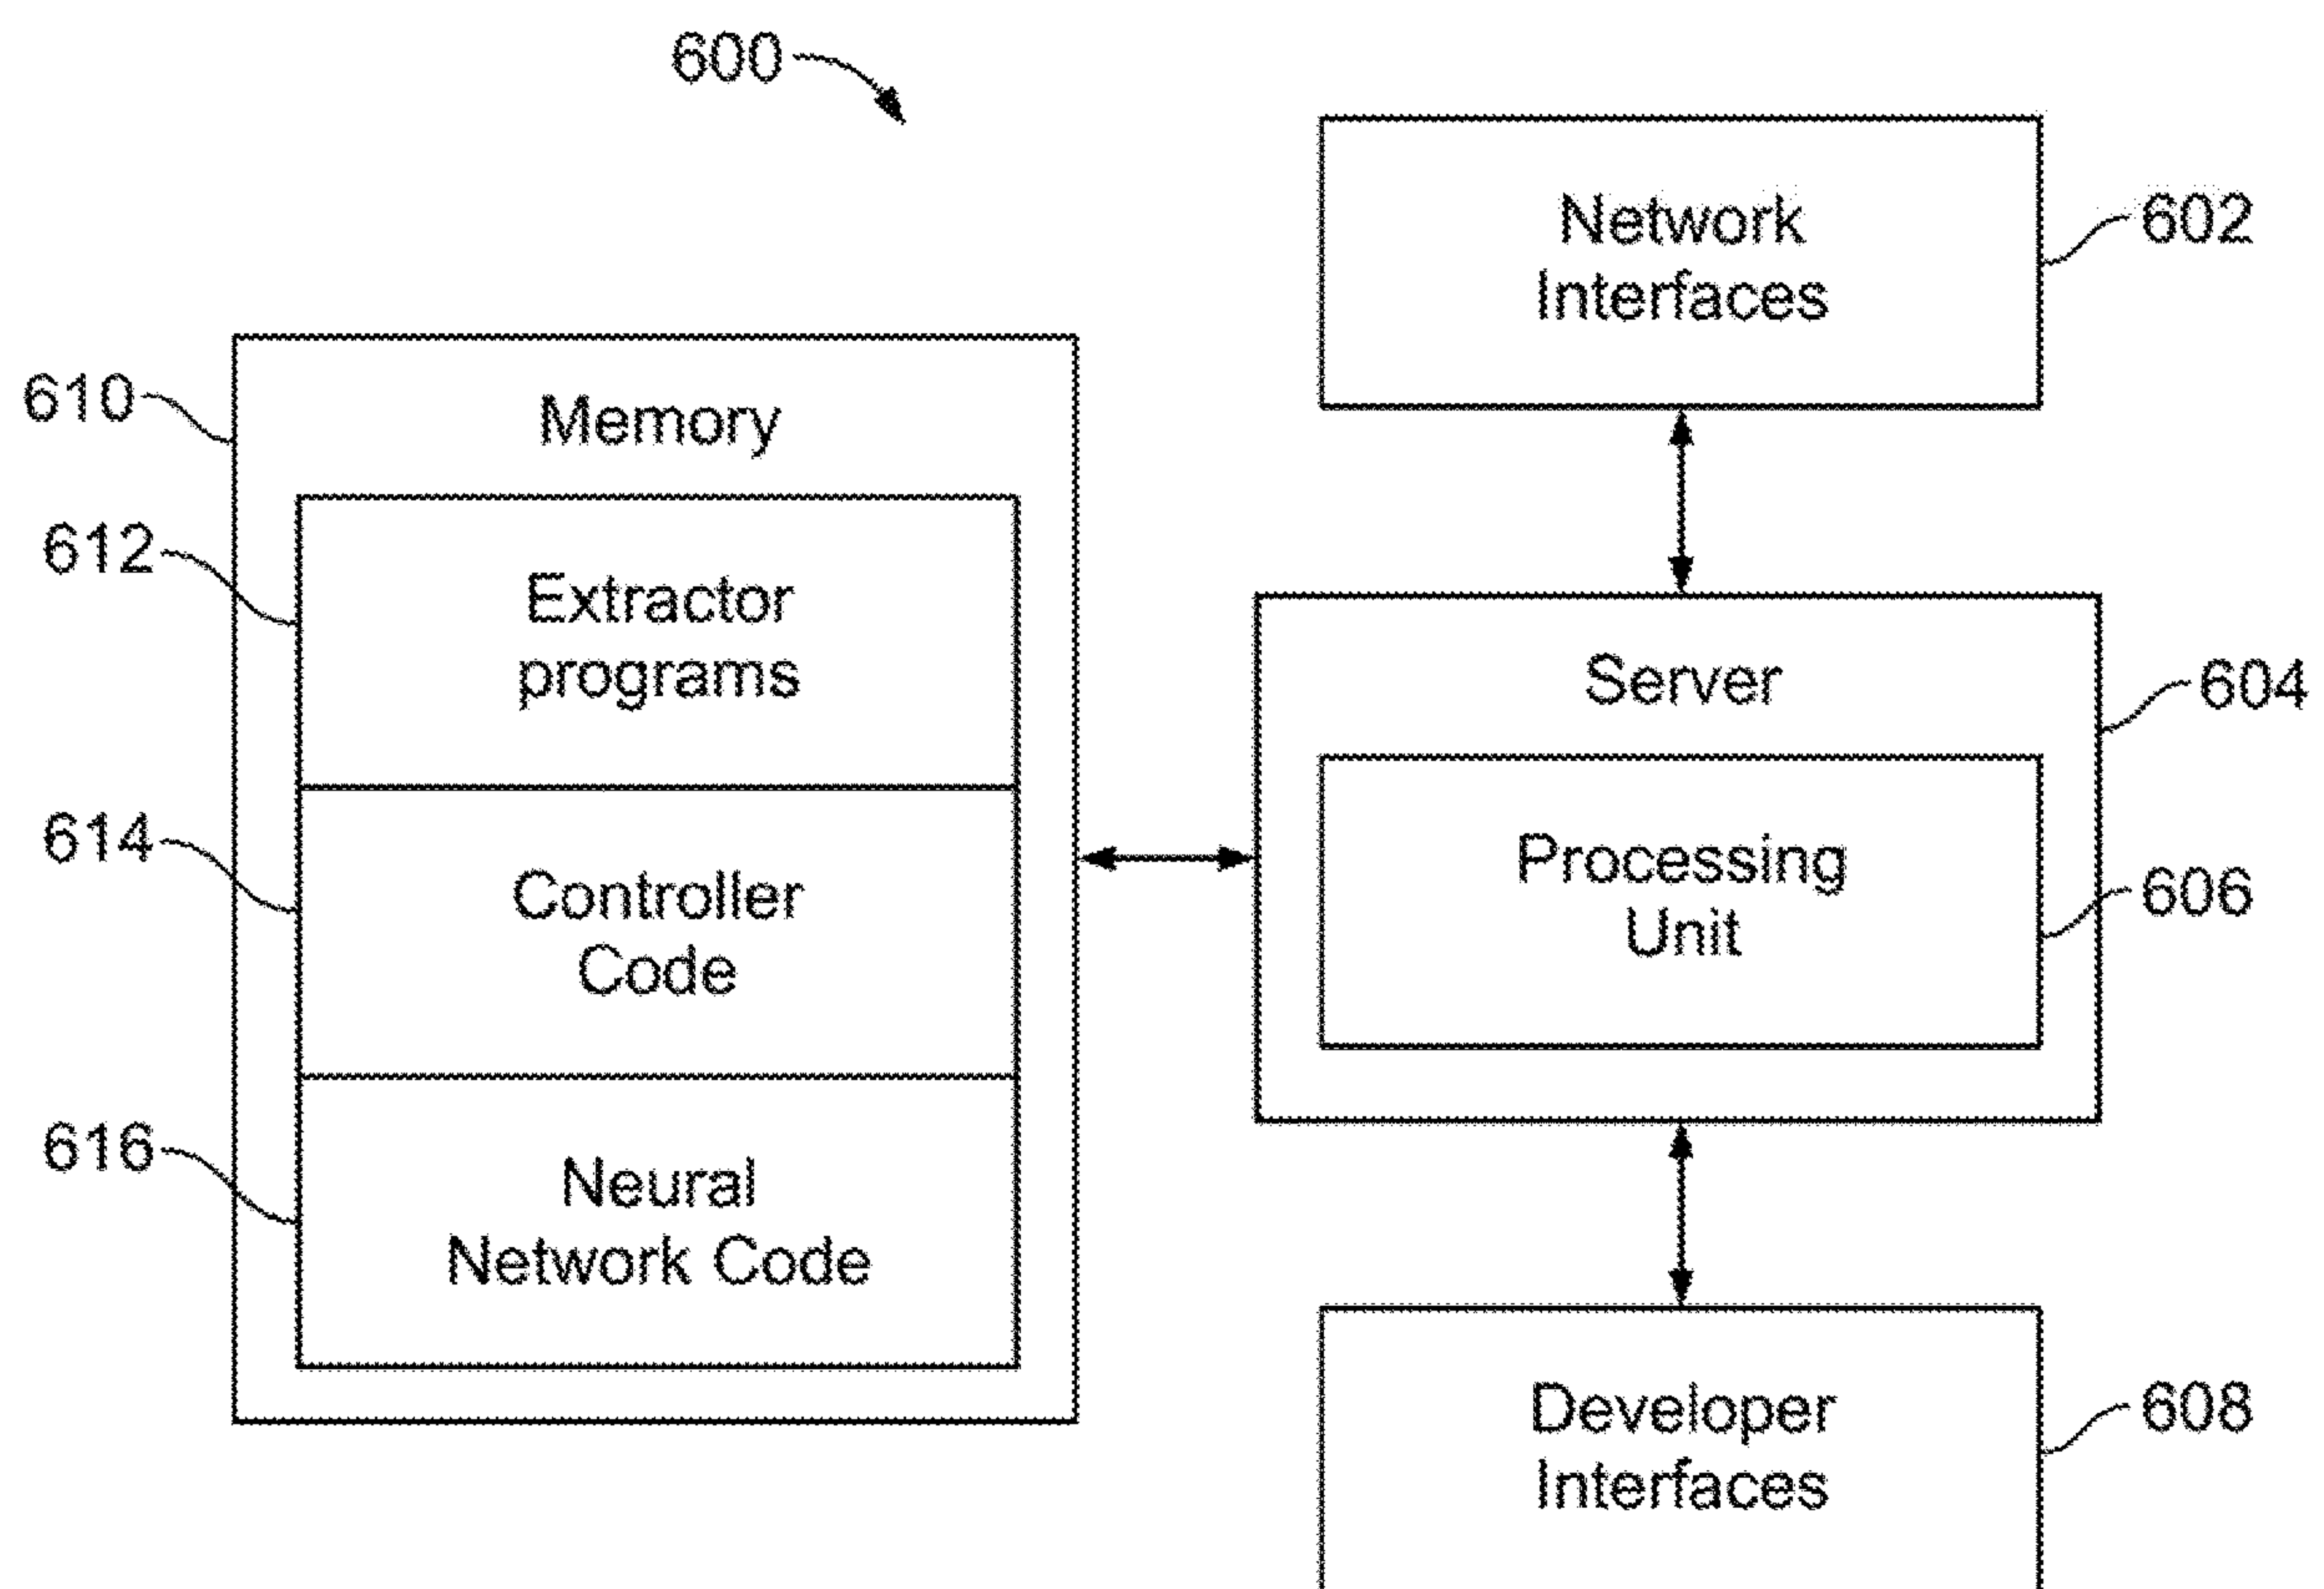 600
Network
Interfaces
602
610
Memory
612
Extractor
programs
614
Controller
Code
616
Neural
Network Code
Server
604
Processing
Unit
606
Developer
Interfaces
608